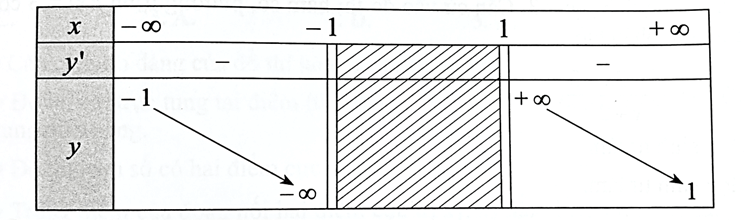 x −∞ −1 1 +∞
y' − −
y −1 +∞
−∞ 1